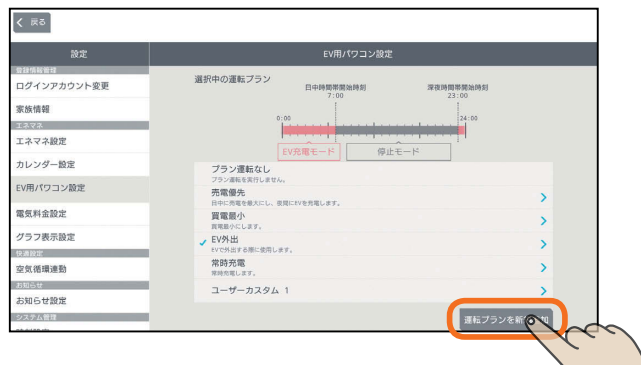 戻る
設定
EV用パワコン設定
登録情報管理
ログインアカウント変更
家族情報
エネマネ
エネマネ設定
カレンダー設定
EV用パワコン設定
電気料金設定
グラフ表示設定
快適設定
空気循環連動
お知らせ
お知らせ設定
システム管理
選択中の運転プラン
日中時間帯開始時刻
7:00
深夜時間帯開始時刻
23:00
0:00
24:00
EV充電モード
停止モード
プラン運転なし
プラン運転を実行しません。
売電優先
日中に売電を最大にし、夜間にEVを充電します。
買電最小
買電最小にします。
EV外出
EVで外出する際に使用します。
常時充電
常時充電します。
ユーザーカスタム 1
運転プランを新
加